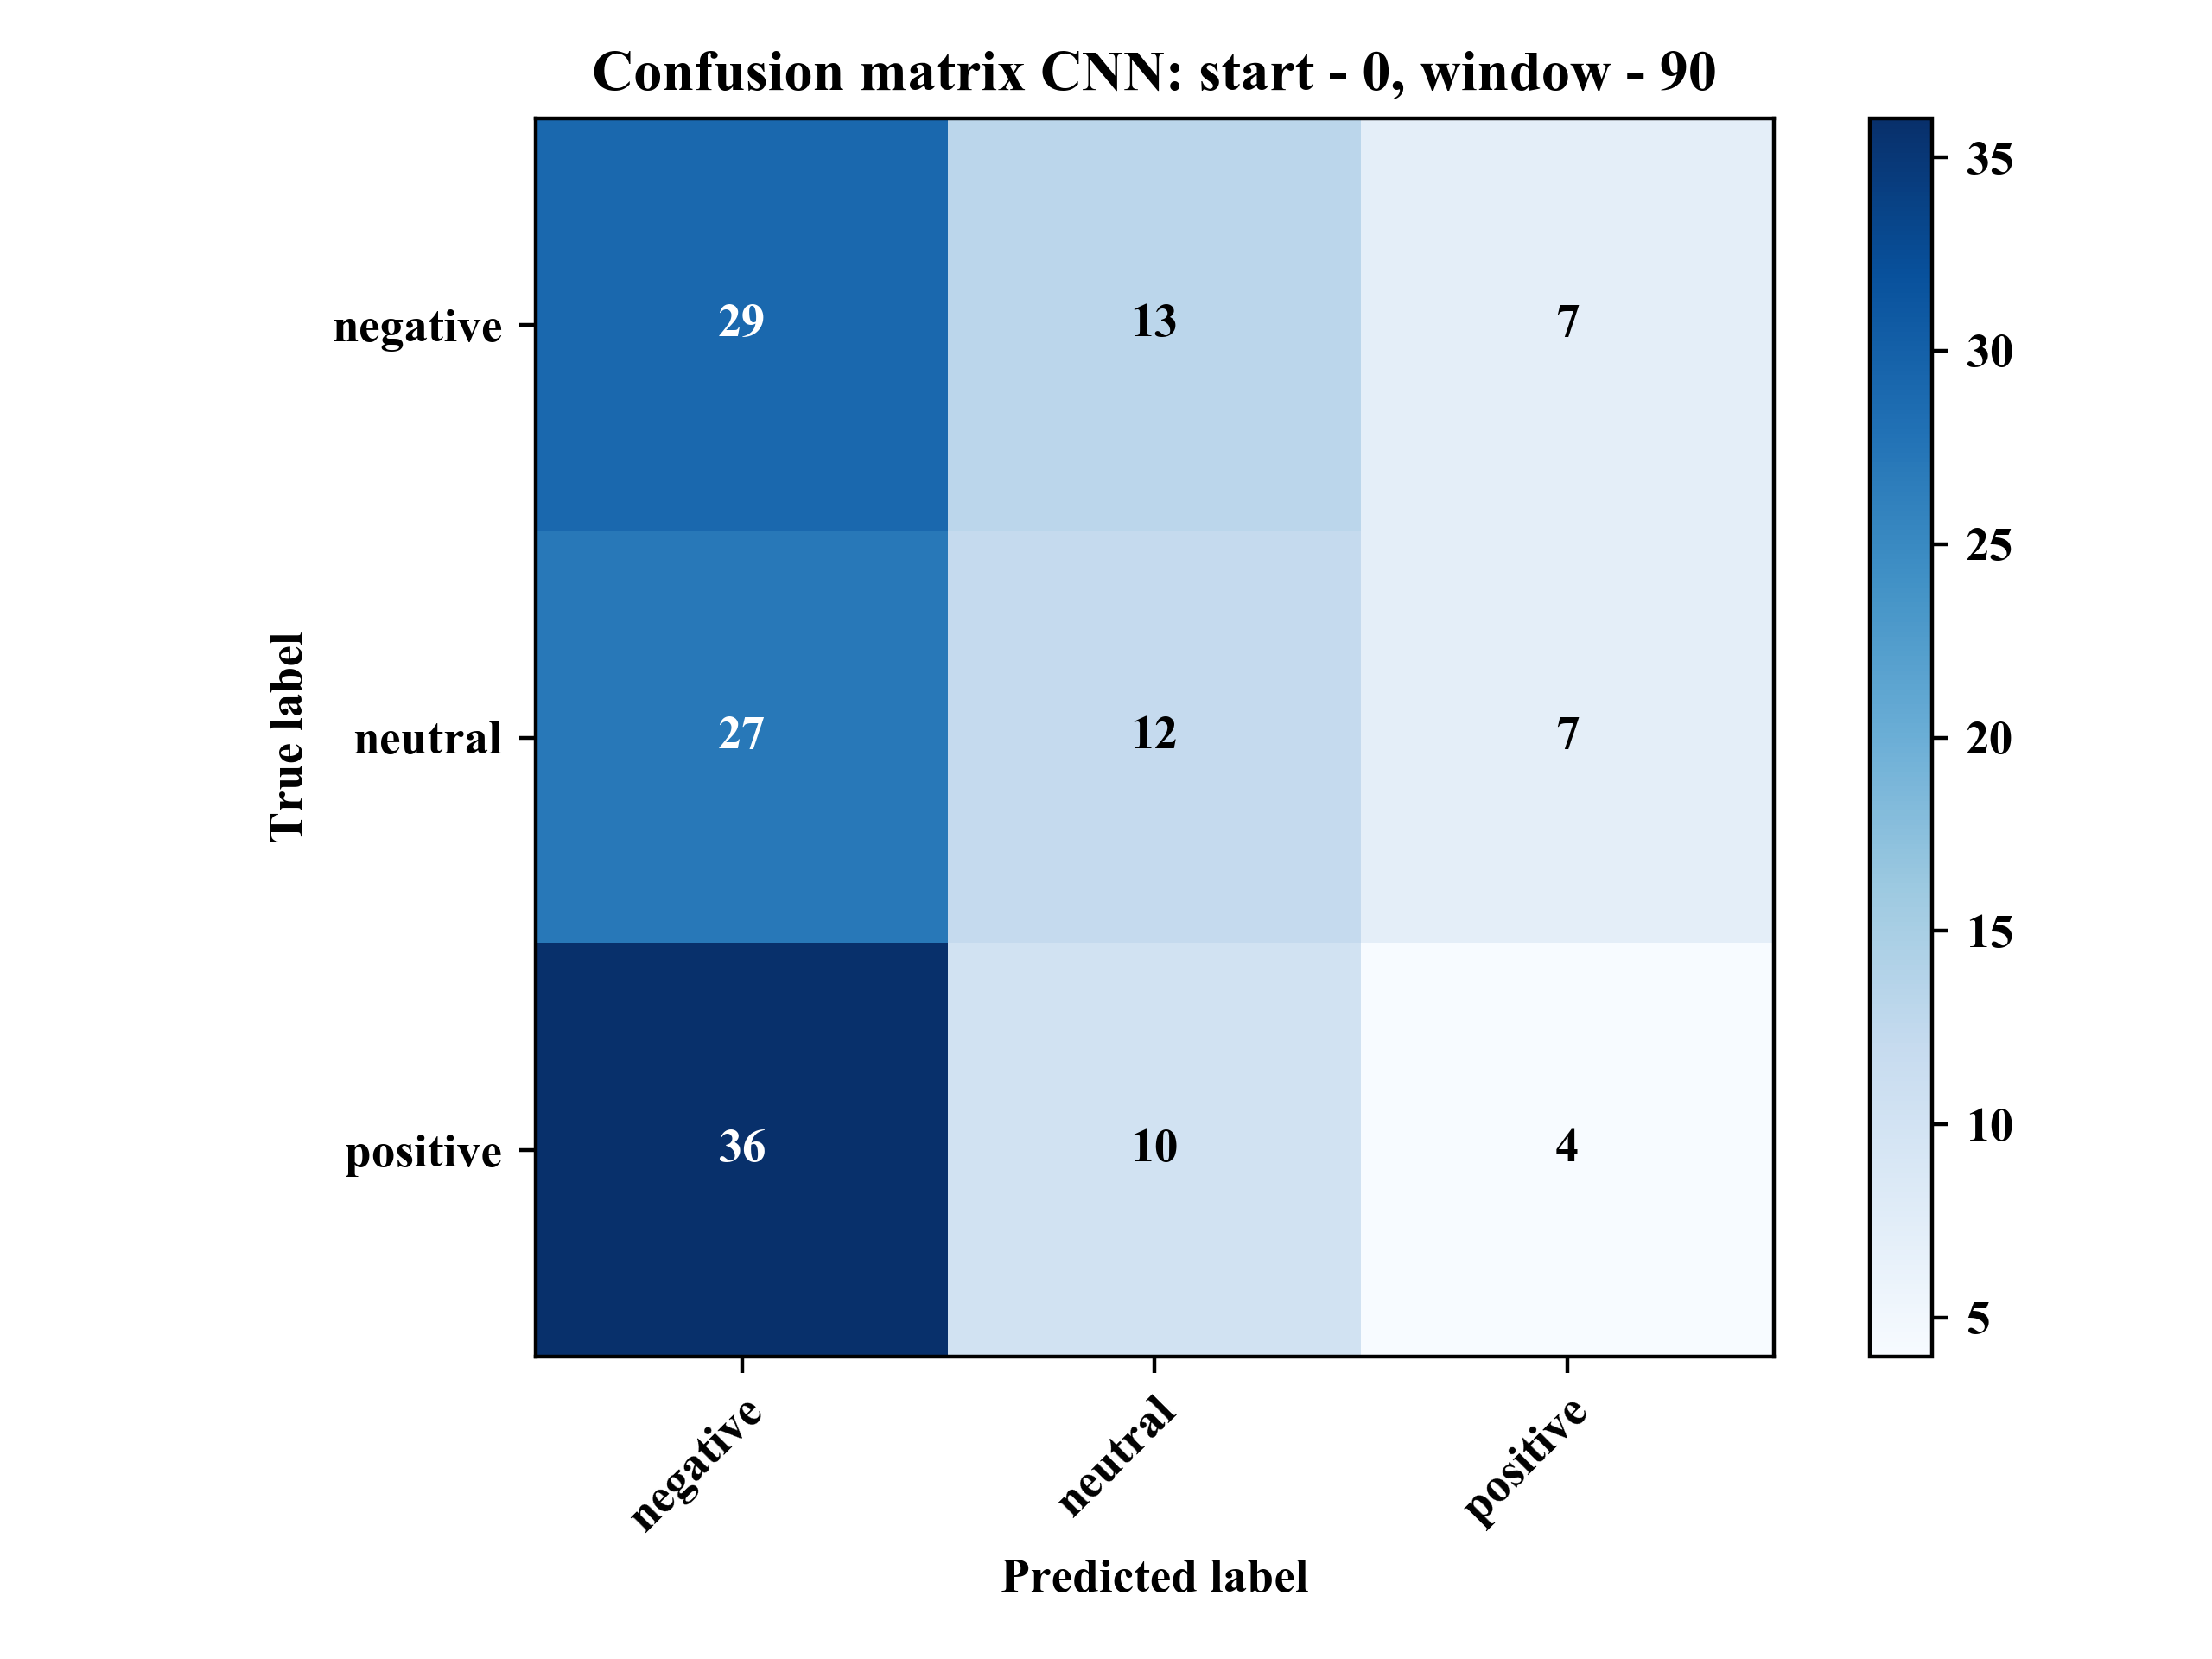 Confusion matrix CNN: start - 0, window - 90
True label
negative
29
13
7
neutral
27
12
7
positive
36
10
4
negative
neutral
positive
Predicted label
35
30
25
20
15
10
5